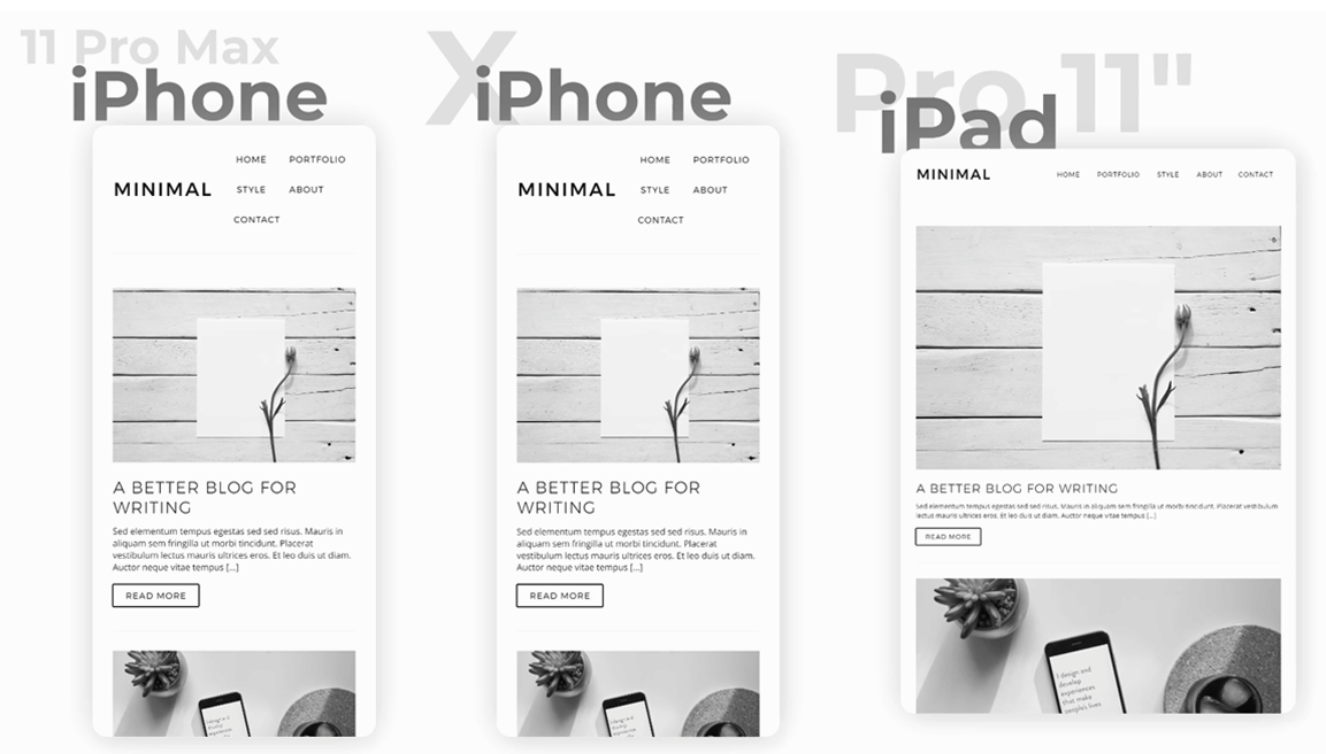 11 Pro Max
iPhone
HOME PORTFOLIO
MINIMAL STYLE ABOUT
CONTACT
A BETTER BLOG FOR
WRITING
Sed elementum tempus egestas sed sed risus. Mauris in
aliquam sem fringilla ut morbi tincidunt. Placerat
vestibulum lectus mauris ultrices eros. Et leo duis ut diam.
Auctor neque vitae tempus [...]
READ MORE
X
iPhone
HOME PORTFOLIO
MINIMAL STYLE ABOUT
CONTACT
A BETTER BLOG FOR
WRITING
Sed elementum tempus egestas sed sed risus. Mauris in
aliquam sem fringilla ut morbi tincidunt. Placerat
vestibulum lectus mauris ultrices eros. Et leo duis ut diam.
Auctor neque vitae tempus [...]
READ MORE
Pro 11"
iPad
MINIMAL HOME PORTFOLIO STYLE ABOUT CONTACT
A BETTER BLOG FOR WRITING
Sed elementum tempus egestas sed sed risus. Mauris in aliquam sem fringilla ut morbi tincidunt. Placerat vestibulum
lectus mauris ultrices eros. Et leo duis ut diam. Auctor neque vitae tempus [...]
READ MORE
I design and
develop
experiences
that make
people's lives